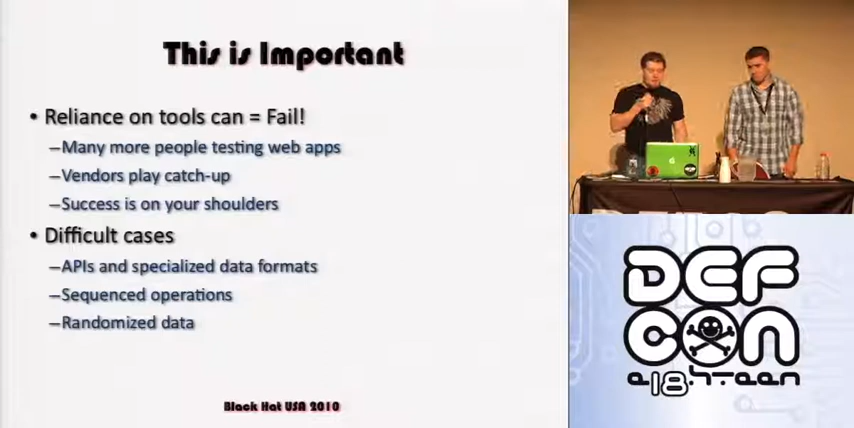 This is Important
• Reliance on tools can = Fail!
–Many more people testing web apps
–Vendors play catch-up
–Success is on your shoulders
• Difficult cases
–APIs and specialized data formats
–Sequenced operations
–Randomized data
Black Hat USA 2010
DEF
CON
e18h-teen